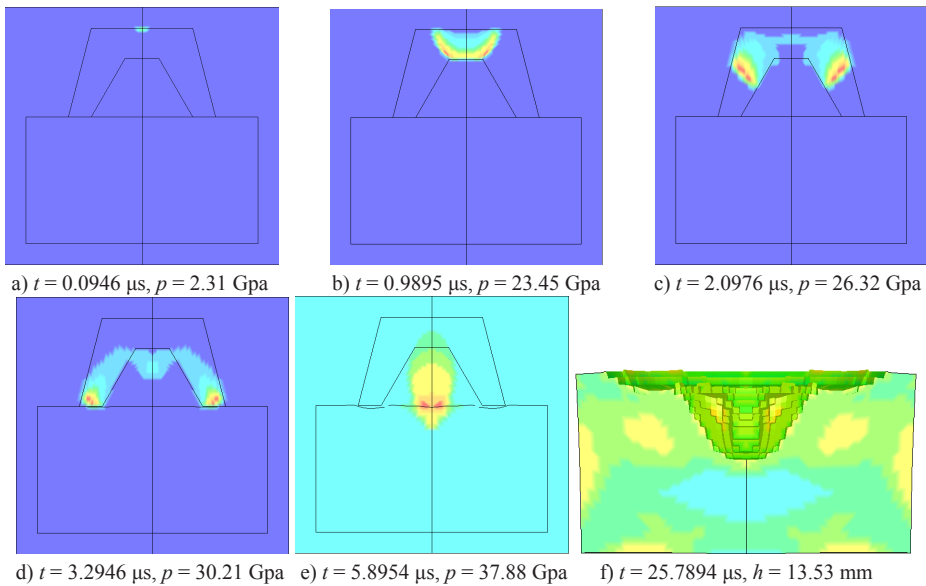 a) t = 0.0946 μs, p = 2.31 Gpa
b) t = 0.9895 μs, p = 23.45 Gpa
c) t = 2.0976 μs, p = 26.32 Gpa
d) t = 3.2946 μs, p = 30.21 Gpa
e) t = 5.8954 μs, p = 37.88 Gpa
f) t = 25.7894 μs, h = 13.53 mm